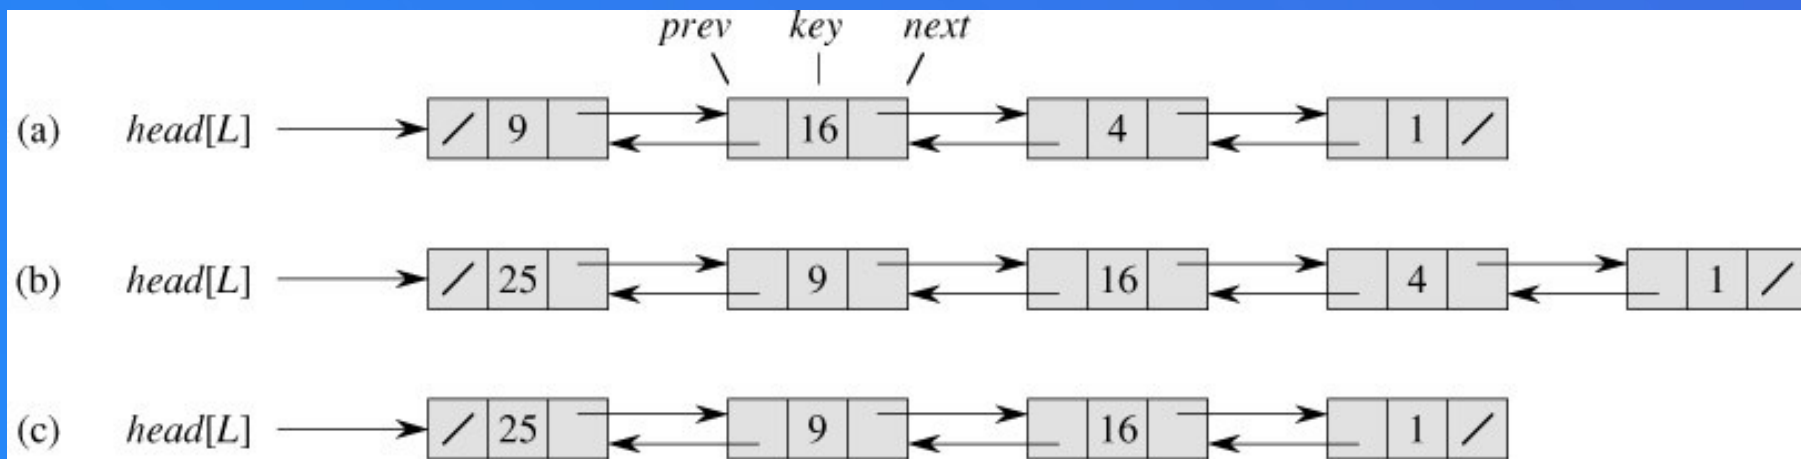 prev key next
(a) head[L] / 9 16 4 1 /
(b) head[L] / 25 9 16 4 1 /
(c) head[L] / 25 9 16 1 /